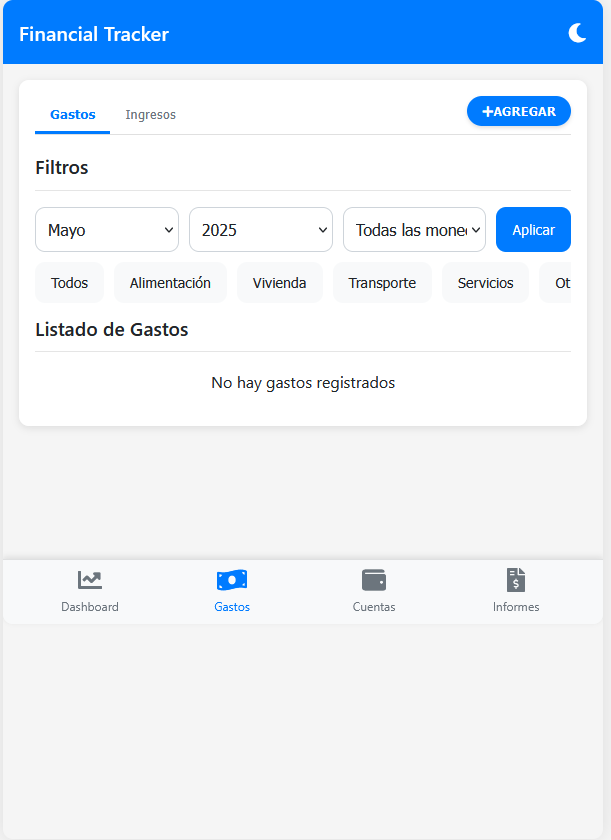 Financial Tracker
Gastos Ingresos +AGREGAR
Filtros
Mayo 2025 Todas las mone Aplicar
Todos Alimentación Vivienda Transporte Servicios Ot
Listado de Gastos
No hay gastos registrados
Dashboard Gastos Cuentas Informes